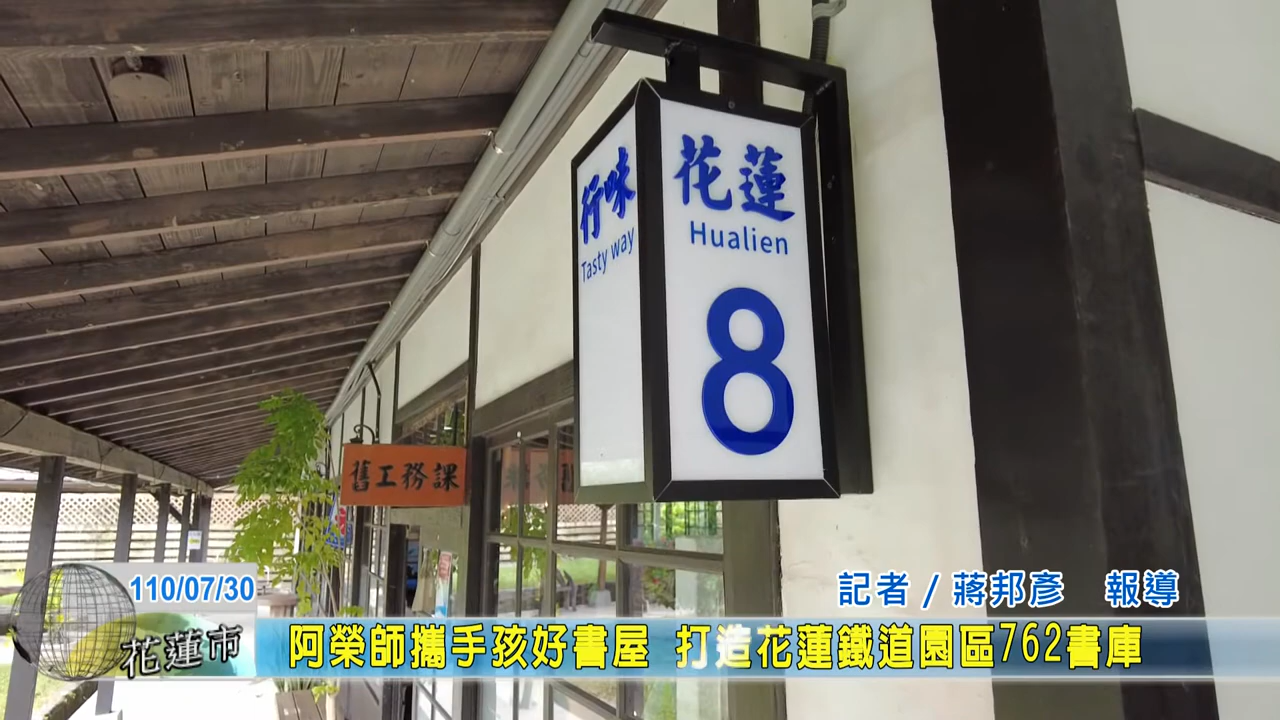 行味
Tasty way
花蓮
Hualien
8
舊工務課
110/07/30
花蓮市
記者/蔣邦彥 報導
阿榮師攜手孩好書屋 打造花蓮鐵道園區762書庫